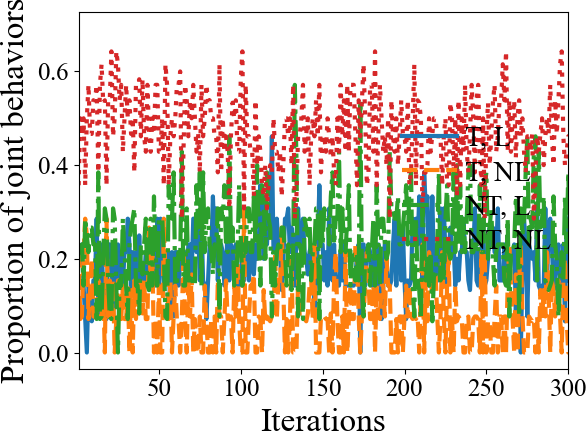 Proportion of joint behaviors
0.6
0.4
0.2
0.0
T, L
T, NL
NT, L
NT, NL
50
100
150
200
250
300
Iterations